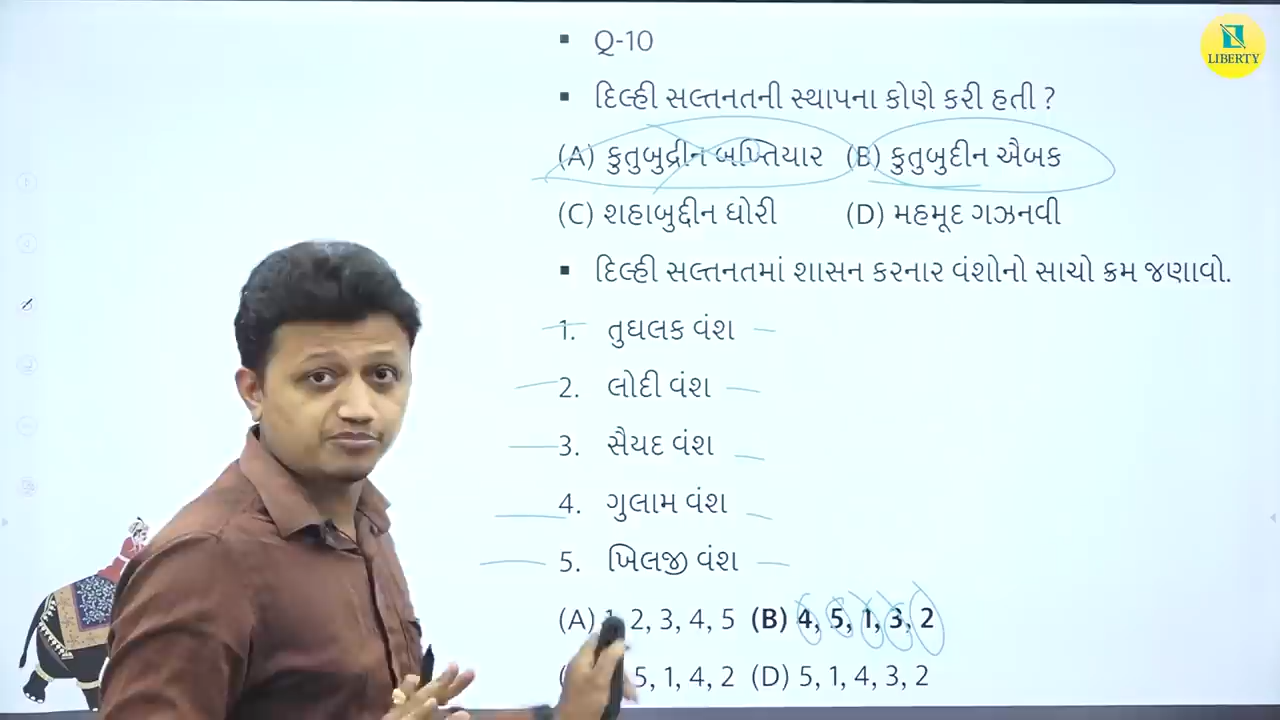 LIBERTY
Q-10
દિલ્હી સલ્તનતની સ્થાપના કોણે કરી હતી ?
(A) કુતુબુદ્દીન બખ્તિયાર (B) કુતુબુદીન ઐબક
(C) શહાબુદ્દીન ઘોરી (D) મહમૂદ ગઝનવી
દિલ્હી સલ્તનતમાં શાસન કરનાર વંશોનો સાચો ક્રમ જણાવો.
1. તુઘલક વંશ
2. લોદી વંશ
3. સૈયદ વંશ
4. ગુલામ વંશ
5. ખિલજી વંશ
(A) 1, 2, 3, 4, 5 (B) 4, 5, 1, 3, 2
5, 1, 4, 2 (D) 5, 1, 4, 3, 2